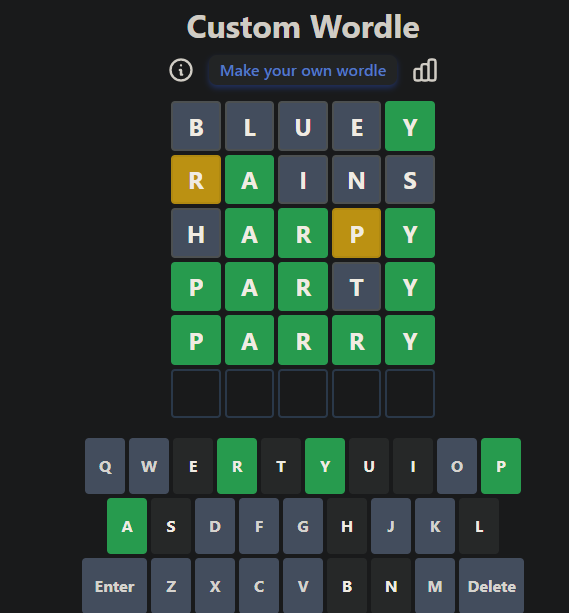 Custom Wordle
Make your own wordle
B L U E Y
R A I N S
H A R P Y
P A R T Y
P A R R Y
Q W E R T Y U I O P
A S D F G H J K L
Enter Z X C V B N M Delete